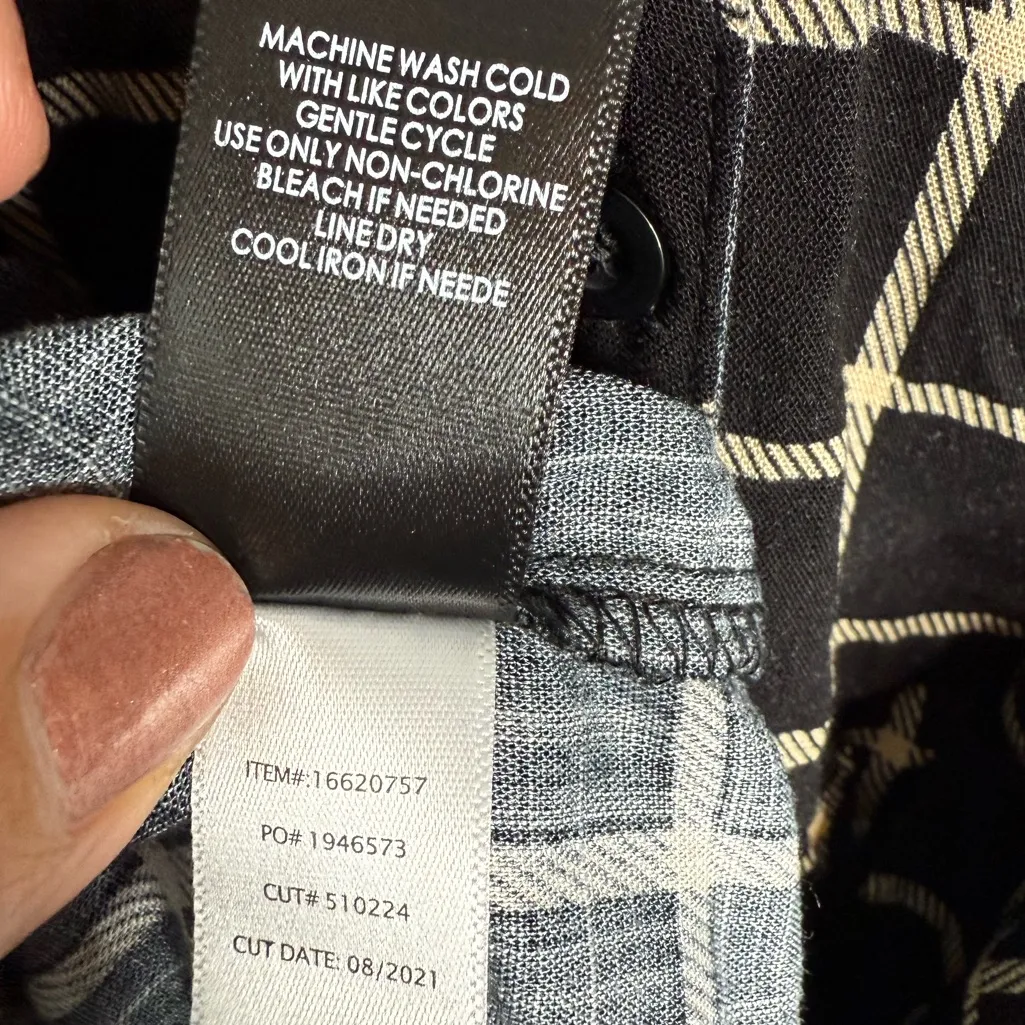 MACHINE WASH COLD
WITH LIKE COLORS
GENTLE CYCLE
USE ONLY NON-CHLORINE
BLEACH IF NEEDED
LINE DRY
COOL IRON IF NEEDE
ITEM#:16620757
PO# 1946573
CUT# 510224
CUT DATE: 08/2021